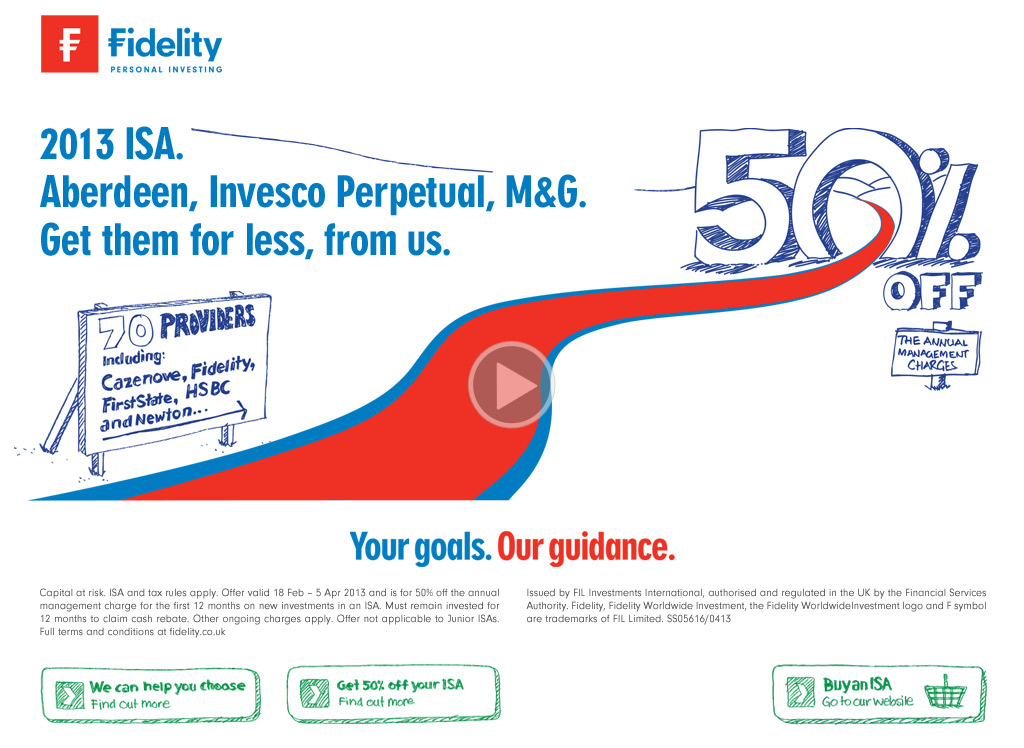 F Fidelity
PERSONAL INVESTING
2013 ISA.
Aberdeen, Invesco Perpetual, M&G.
Get them for less, from us.
50%
OFF
THE ANNUAL
MANAGEMENT
CHARGES
70 PROVIDERS
Including:
Cazenove, Fidelity,
FirstState, HSBC
and Newton...
Your goals. Our guidance.
Capital at risk. ISA and tax rules apply. Offer valid 18 Feb – 5 Apr 2013 and is for 50% off the annual
management charge for the first 12 months on new investments in an ISA. Must remain invested for
12 months to claim cash rebate. Other ongoing charges apply. Offer not applicable to Junior ISAs.
Full terms and conditions at fidelity.co.uk
Issued by FIL Investments International, authorised and regulated in the UK by the Financial Services
Authority. Fidelity, Fidelity Worldwide Investment, the Fidelity WorldwideInvestment logo and F symbol
are trademarks of FIL Limited. SS05616/0413
We can help you choose
Find out more
Get 50% off your ISA
Find out more
Buy an ISA
Go to our website